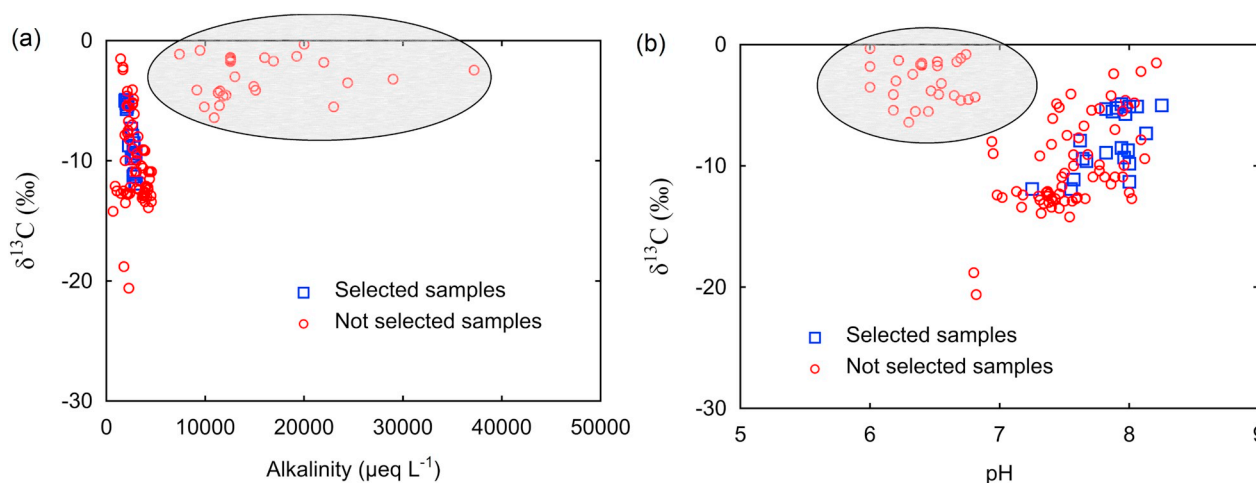 (a)
0
-10
-20
-30
δ¹³C (‰)
0 10000 20000 30000 40000 50000
Alkalinity (µeq L⁻¹)
Selected samples
Not selected samples
(b)
0
-10
-20
-30
δ¹³C (‰)
5 6 7 8 9
pH
Selected samples
Not selected samples